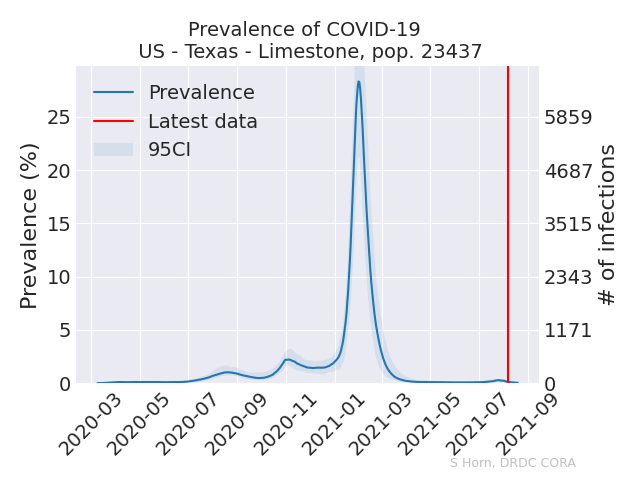 Prevalence of COVID-19
US - Texas - Limestone, pop. 23437
Prevalence
Latest data
95CI
Prevalence (%)
25
20
15
10
5
0
5859
4687
3515
2343
1171
0
# of infections
2020-03
2020-05
2020-07
2020-09
2020-11
2021-01
2021-03
2021-05
2021-07
2021-09
S Horn, DRDC CORA